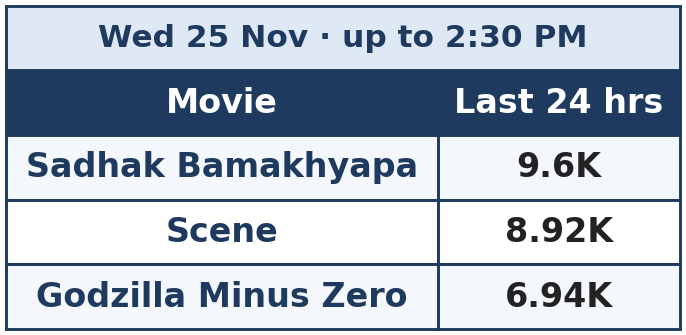 Wed 25 Nov · up to 2:30 PM
Movie Last 24 hrs
Sadhak Bamakhyapa 9.6K
Scene 8.92K
Godzilla Minus Zero 6.94K